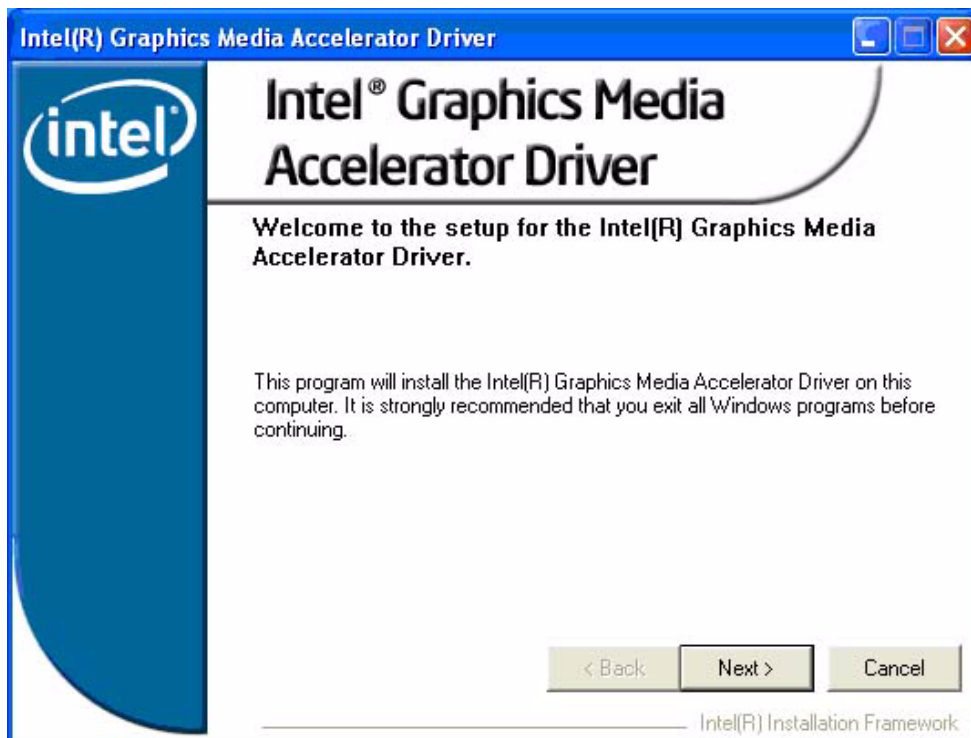 Intel(R) Graphics Media Accelerator Driver
intel
Intel® Graphics Media
Accelerator Driver
Welcome to the setup for the Intel(R) Graphics Media
Accelerator Driver.
This program will install the Intel(R) Graphics Media Accelerator Driver on this
computer. It is strongly recommended that you exit all Windows programs before
continuing.
< Back
Next >
Cancel
Intel(R) Installation Framework